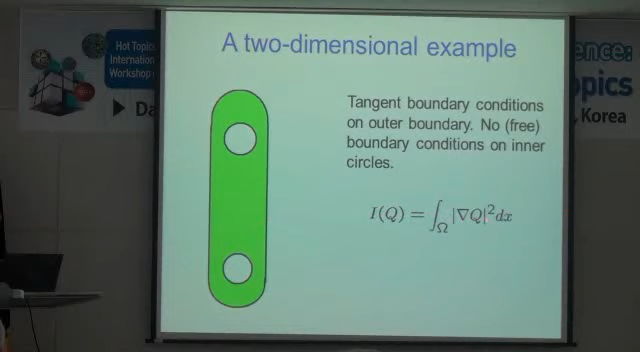 Hot Topics
Internation
Workshop
Da
A two-dimensional example
Tangent boundary conditions
on outer boundary. No (free)
boundary conditions on inner
circles.
I(Q) = ∫_Ω |∇Q|²dx
ence:
opics
Korea